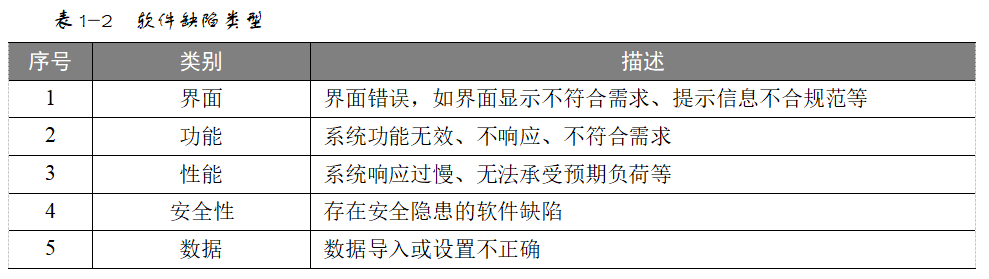 表1-2 软件缺陷类型
序号 类别 描述
1 界面 界面错误，如界面显示不符合需求、提示信息不合规范等
2 功能 系统功能无效、不响应、不符合需求
3 性能 系统响应过慢、无法承受预期负荷等
4 安全性 存在安全隐患的软件缺陷
5 数据 数据导入或设置不正确